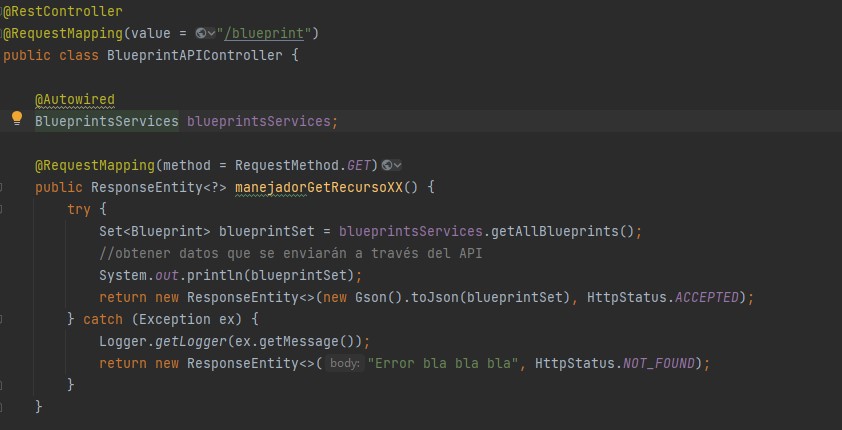 @RestController
@RequestMapping(value = "/blueprint")
public class BlueprintAPIController {
@Autowired
BlueprintsServices blueprintsServices;
@RequestMapping(method = RequestMethod.GET)
public ResponseEntity<?> manejadorGetRecursoXX() {
try {
Set<Blueprint> blueprintSet = blueprintsServices.getAllBlueprints();
//obtener datos que se enviarán a través del API
System.out.println(blueprintSet);
return new ResponseEntity<>(new Gson().toJson(blueprintSet), HttpStatus.ACCEPTED);
} catch (Exception ex) {
Logger.getLogger(ex.getMessage());
return new ResponseEntity<>( body: "Error bla bla bla", HttpStatus.NOT_FOUND);
}
}